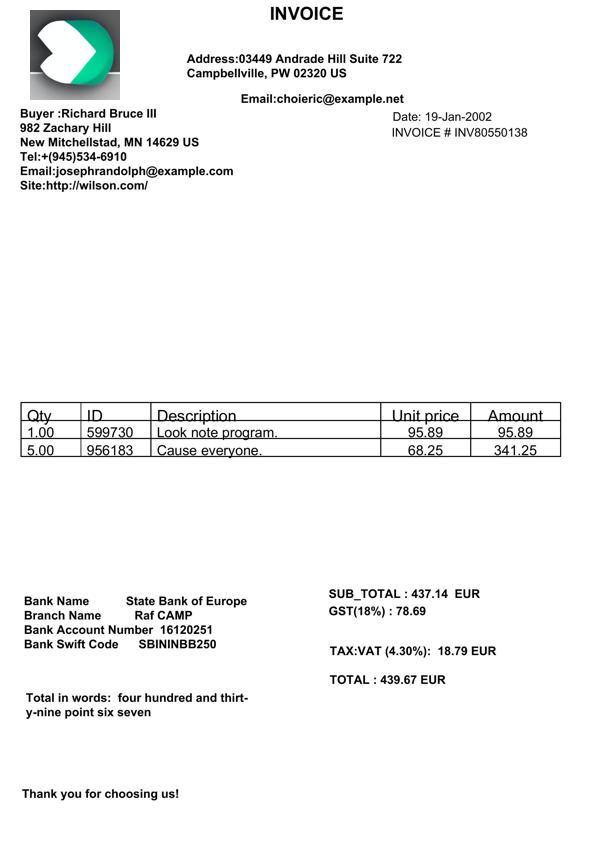 INVOICE
Address:03449 Andrade Hill Suite 722
Campbellville, PW 02320 US
Email:choieric@example.net
Buyer :Richard Bruce III
982 Zachary Hill
New Mitchellstad, MN 14629 US
Tel:+(945)534-6910
Email:josephrandolph@example.com
Site:http://wilson.com/
Date: 19-Jan-2002
INVOICE # INV80550138
Qty ID Description Unit price Amount
1.00 599730 Look note program. 95.89 95.89
5.00 956183 Cause everyone. 68.25 341.25
Bank Name State Bank of Europe
Branch Name Raf CAMP
Bank Account Number 16120251
Bank Swift Code SBININBB250
SUB_TOTAL : 437.14 EUR
GST(18%) : 78.69
TAX:VAT (4.30%): 18.79 EUR
TOTAL : 439.67 EUR
Total in words: four hundred and thirt-
y-nine point six seven
Thank you for choosing us!